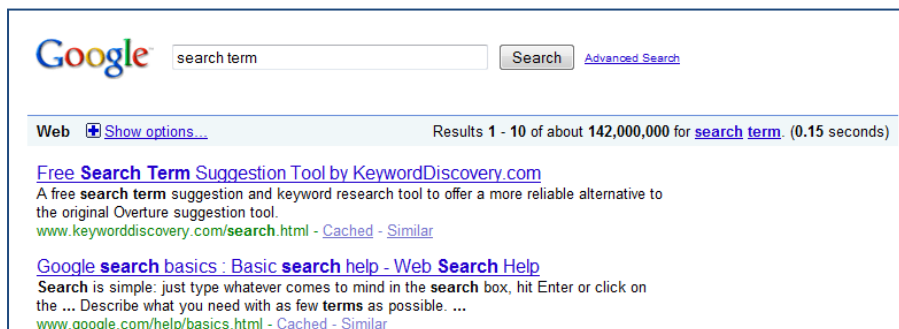 Google search term Search Advanced Search
Web Show options... Results 1 - 10 of about 142,000,000 for search term. (0.15 seconds)
Free Search Term Suggestion Tool by KeywordDiscovery.com
A free search term suggestion and keyword research tool to offer a more reliable alternative to
the original Overture suggestion tool.
www.keyworddiscovery.com/search.html - Cached - Similar
Google search basics : Basic search help - Web Search Help
Search is simple: just type whatever comes to mind in the search box, hit Enter or click on
the ... Describe what you need with as few terms as possible. ...
www.google.com/help/basics.html - Cached - Similar